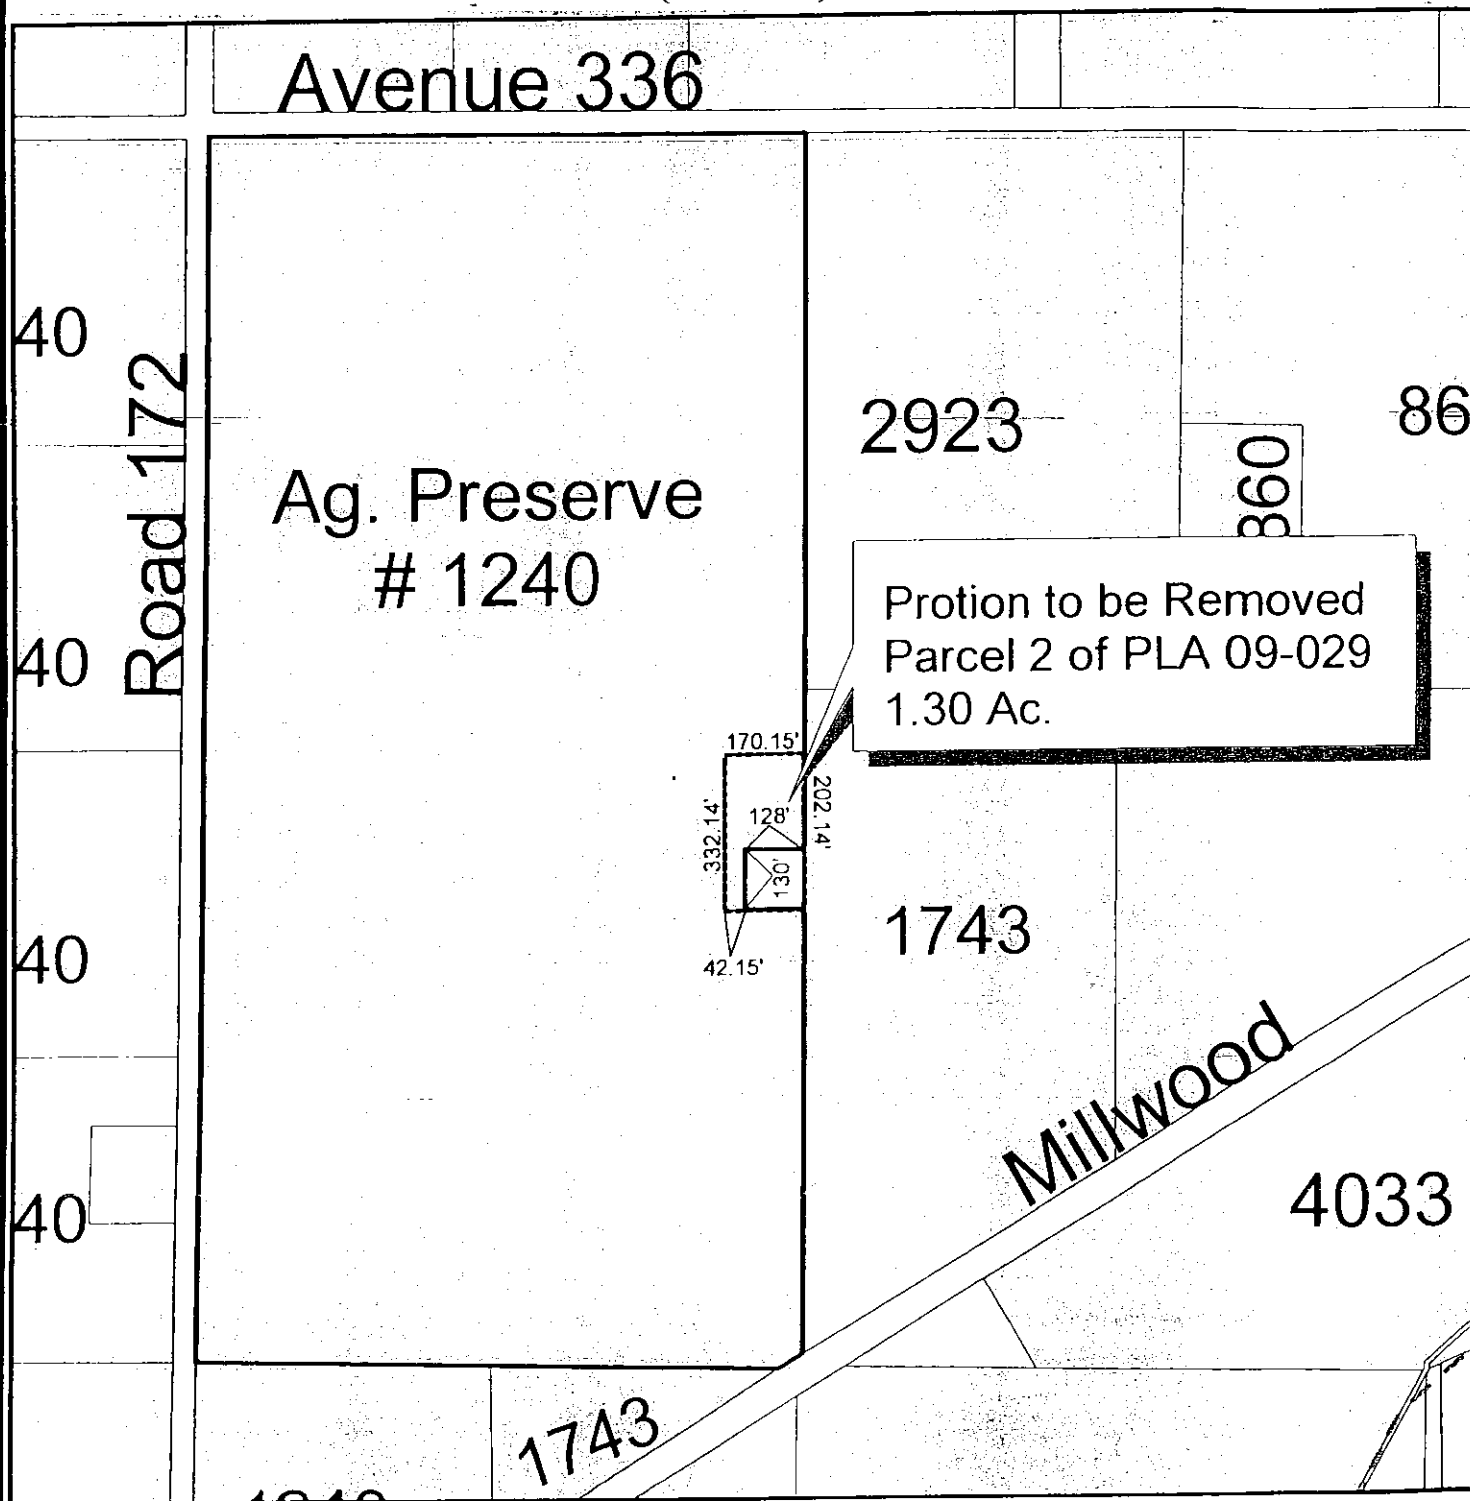 Avenue 336
40
Road 172
2923
86
860
Ag. Preserve
# 1240
Protion to be Removed
Parcel 2 of PLA 09-029
1.30 Ac.
40
170.15'
332.14'
202.14'
128'
130'
42.15'
40
1743
Millwood
40
4033
1743